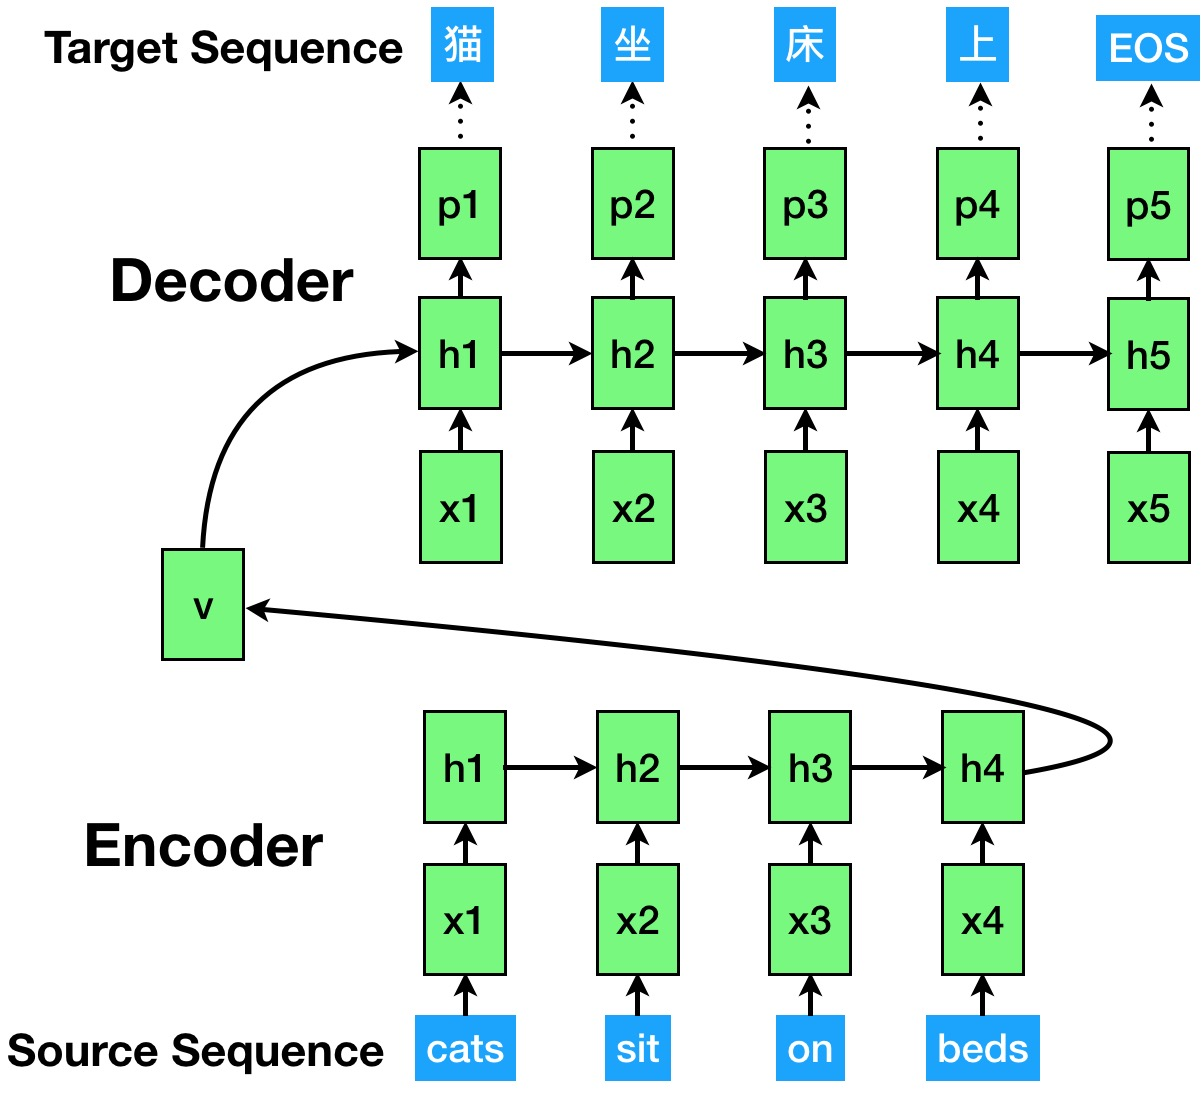 Target Sequence 猫 坐 床 上 EOS
p1 p2 p3 p4 p5
Decoder
h1 h2 h3 h4 h5
x1 x2 x3 x4 x5
v
h1 h2 h3 h4
Encoder
x1 x2 x3 x4
Source Sequence cats sit on beds